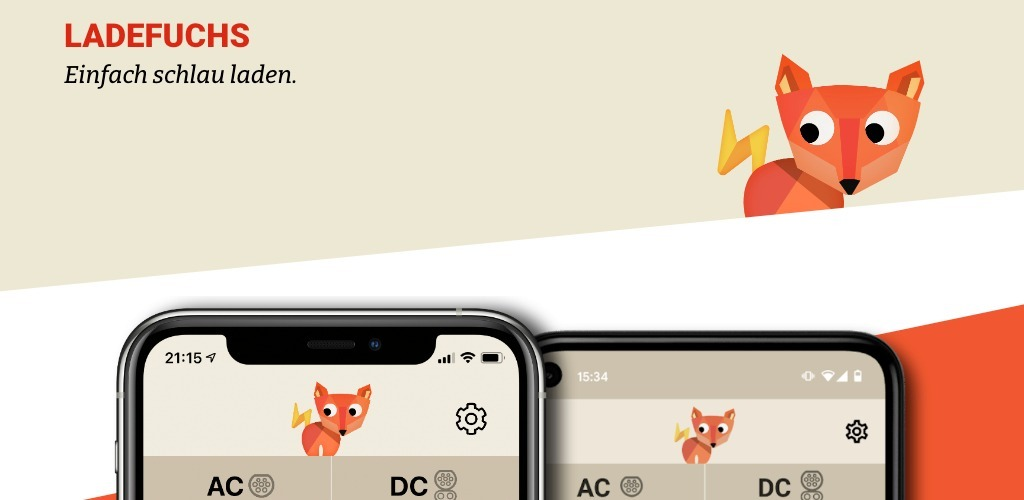 LADEFUCHS
Einfach schlau laden.
21:15
15:34
AC DC
AC DC